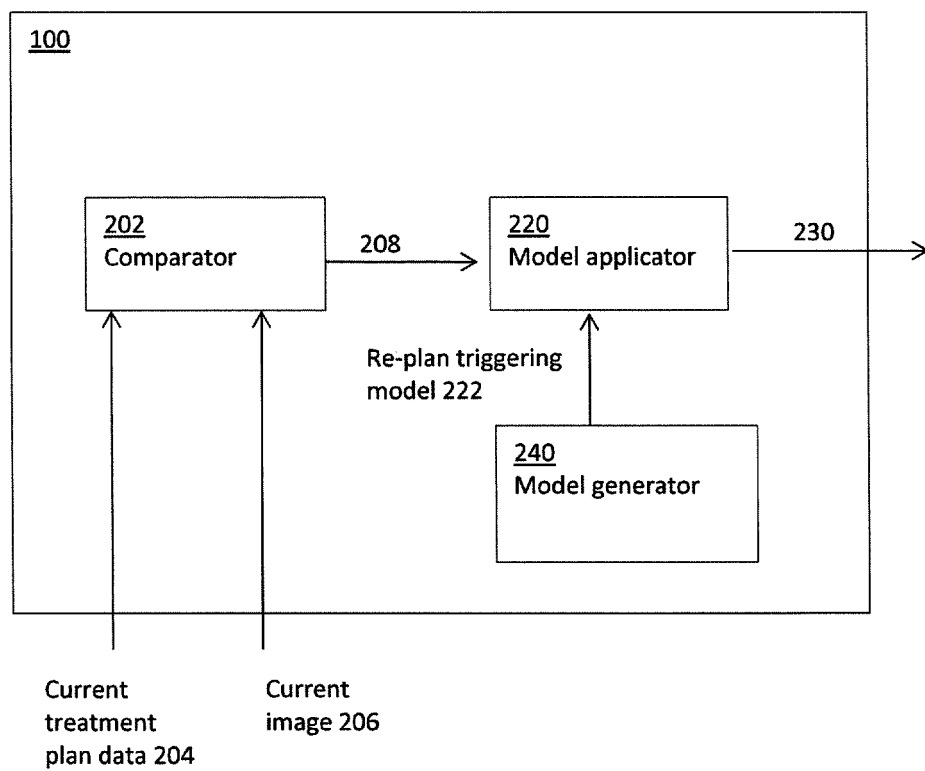 100
202
Comparator
208
220
Model applicator
230
Re-plan triggering
model 222
240
Model generator
Current
treatment
plan data 204
Current
image 206